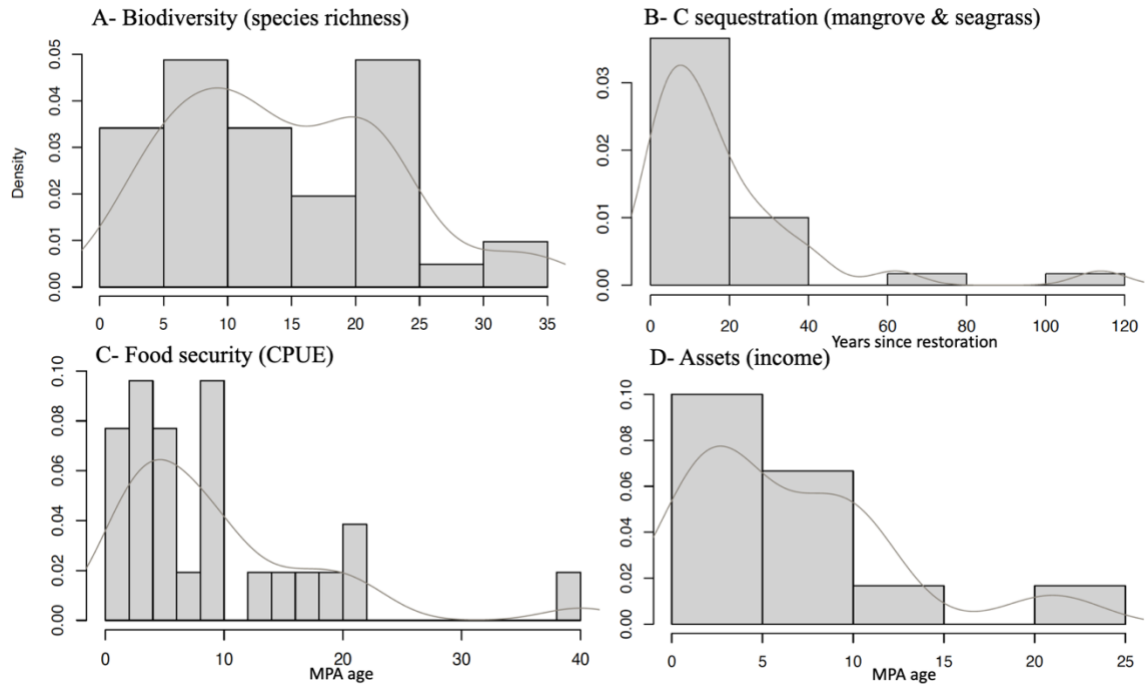 A- Biodiversity (species richness)
Density
0.00 0.01 0.02 0.03 0.04 0.05
0 5 10 15 20 25 30 35
B- C sequestration (mangrove & seagrass)
0.00 0.01 0.02 0.03
0 20 40 60 80 100 120
Years since restoration
C- Food security (CPUE)
0.00 0.02 0.04 0.06 0.08 0.10
0 10 20 30 40
MPA age
D- Assets (income)
0.00 0.02 0.04 0.06 0.08 0.10
0 5 10 15 20 25
MPA age